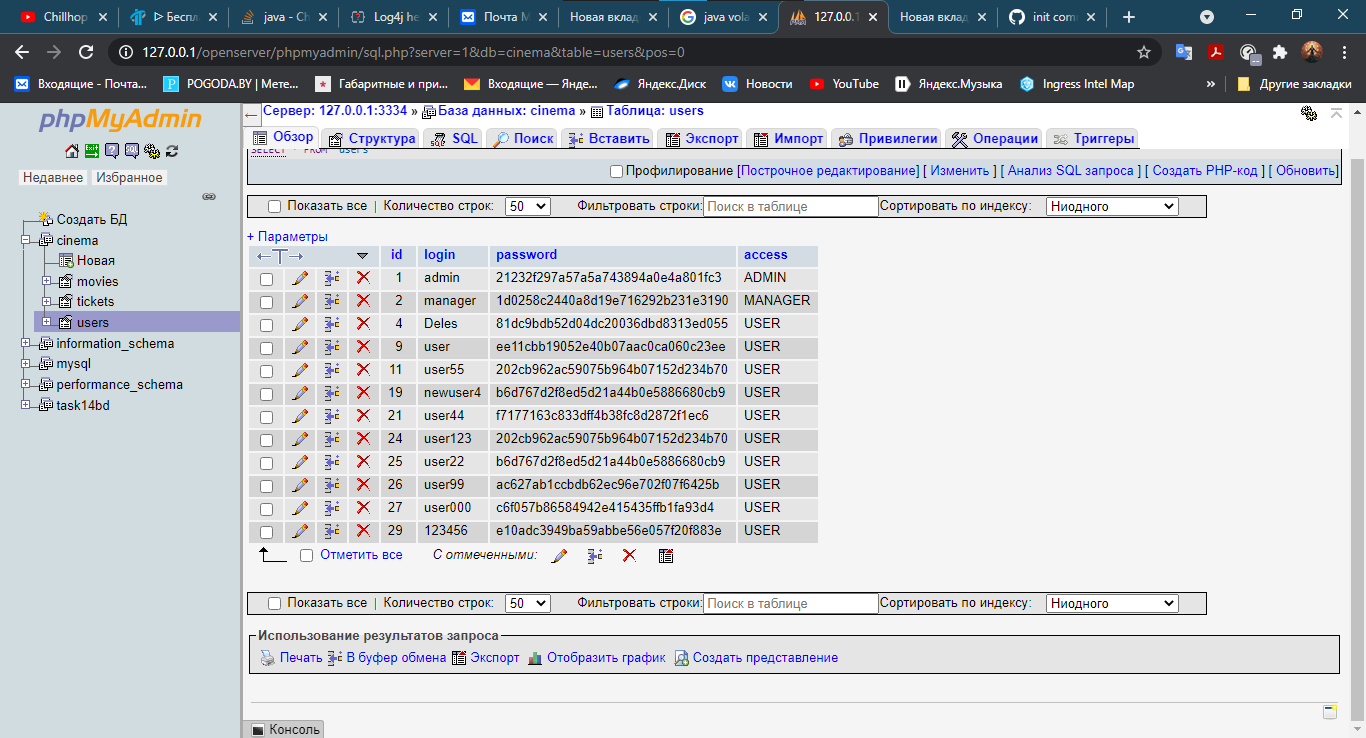 Chillhop
ᐈ Беспл
java - Ch
Log4j he
Почта M
Новая вклад
java vola
127.0.0.1
Новая вклад
init com
127.0.0.1/openserver/phpmyadmin/sql.php?server=1&db=cinema&table=users&pos=0
Входящие - Почта...
POGODA.BY | Мете...
Габаритные и при...
Входящие — Янде...
Яндекс.Диск
Новости
YouTube
Яндекс.Музыка
Ingress Intel Map
»
Другие закладки
phpMyAdmin
Недавнее Избранное
Создать БД
cinema
Новая
movies
tickets
users
information_schema
mysql
performance_schema
task14bd
Сервер: 127.0.0.1:3334 » База данных: cinema » Таблица: users
Обзор Структура SQL Поиск Вставить Экспорт Импорт Привилегии Операции Триггеры
SELECT * FROM `users`
Профилирование [Построчное редактирование] [ Изменить ] [ Анализ SQL запроса ] [ Создать PHP-код ] [ Обновить]
Показать все | Количество строк: 50 Фильтровать строки: Поиск в таблице Сортировать по индексу: Ниодного
+ Параметры
id login password access
1 admin 21232f297a57a5a743894a0e4a801fc3 ADMIN
2 manager 1d0258c2440a8d19e716292b231e3190 MANAGER
4 Deles 81dc9bdb52d04dc20036dbd8313ed055 USER
9 user ee11cbb19052e40b07aac0ca060c23ee USER
11 user55 202cb962ac59075b964b07152d234b70 USER
19 newuser4 b6d767d2f8ed5d21a44b0e5886680cb9 USER
21 user44 f7177163c833dff4b38fc8d2872f1ec6 USER
24 user123 202cb962ac59075b964b07152d234b70 USER
25 user22 b6d767d2f8ed5d21a44b0e5886680cb9 USER
26 user99 ac627ab1ccbdb62ec96e702f07f6425b USER
27 user000 c6f057b86584942e415435ffb1fa93d4 USER
29 123456 e10adc3949ba59abbe56e057f20f883e USER
Отметить все С отмеченными:
Показать все | Количество строк: 50 Фильтровать строки: Поиск в таблице Сортировать по индексу: Ниодного
Использование результатов запроса
Печать В буфер обмена Экспорт Отобразить график Создать представление
Консоль